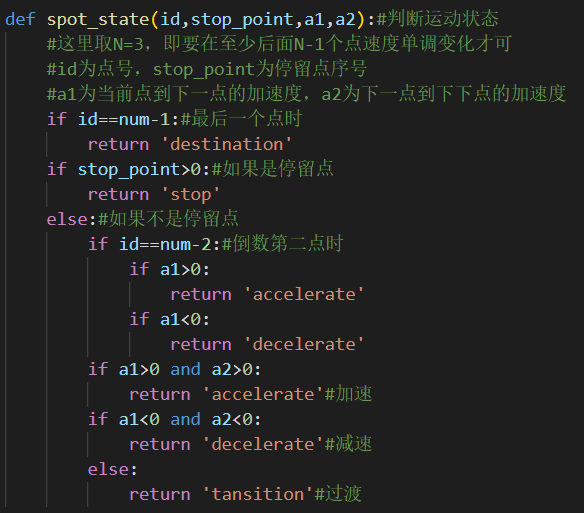 def spot_state(id,stop_point,a1,a2):#判断运动状态
    #这里取N=3，即要在至少后面N-1个点速度单调变化才可
    #id为点号，stop_point为停留点序号
    #a1为当前点到下一点的加速度，a2为下一点到下下点的加速度
    if id==num-1:#最后一个点时
        return 'destination'
    if stop_point>0:#如果是停留点
        return 'stop'
    else:#如果不是停留点
        if id==num-2:#倒数第二点时
            if a1>0:
                return 'accelerate'
            if a1<0:
                return 'decelerate'
        if a1>0 and a2>0:
            return 'accelerate'#加速
        if a1<0 and a2<0:
            return 'decelerate'#减速
        else:
            return 'tansition'#过渡